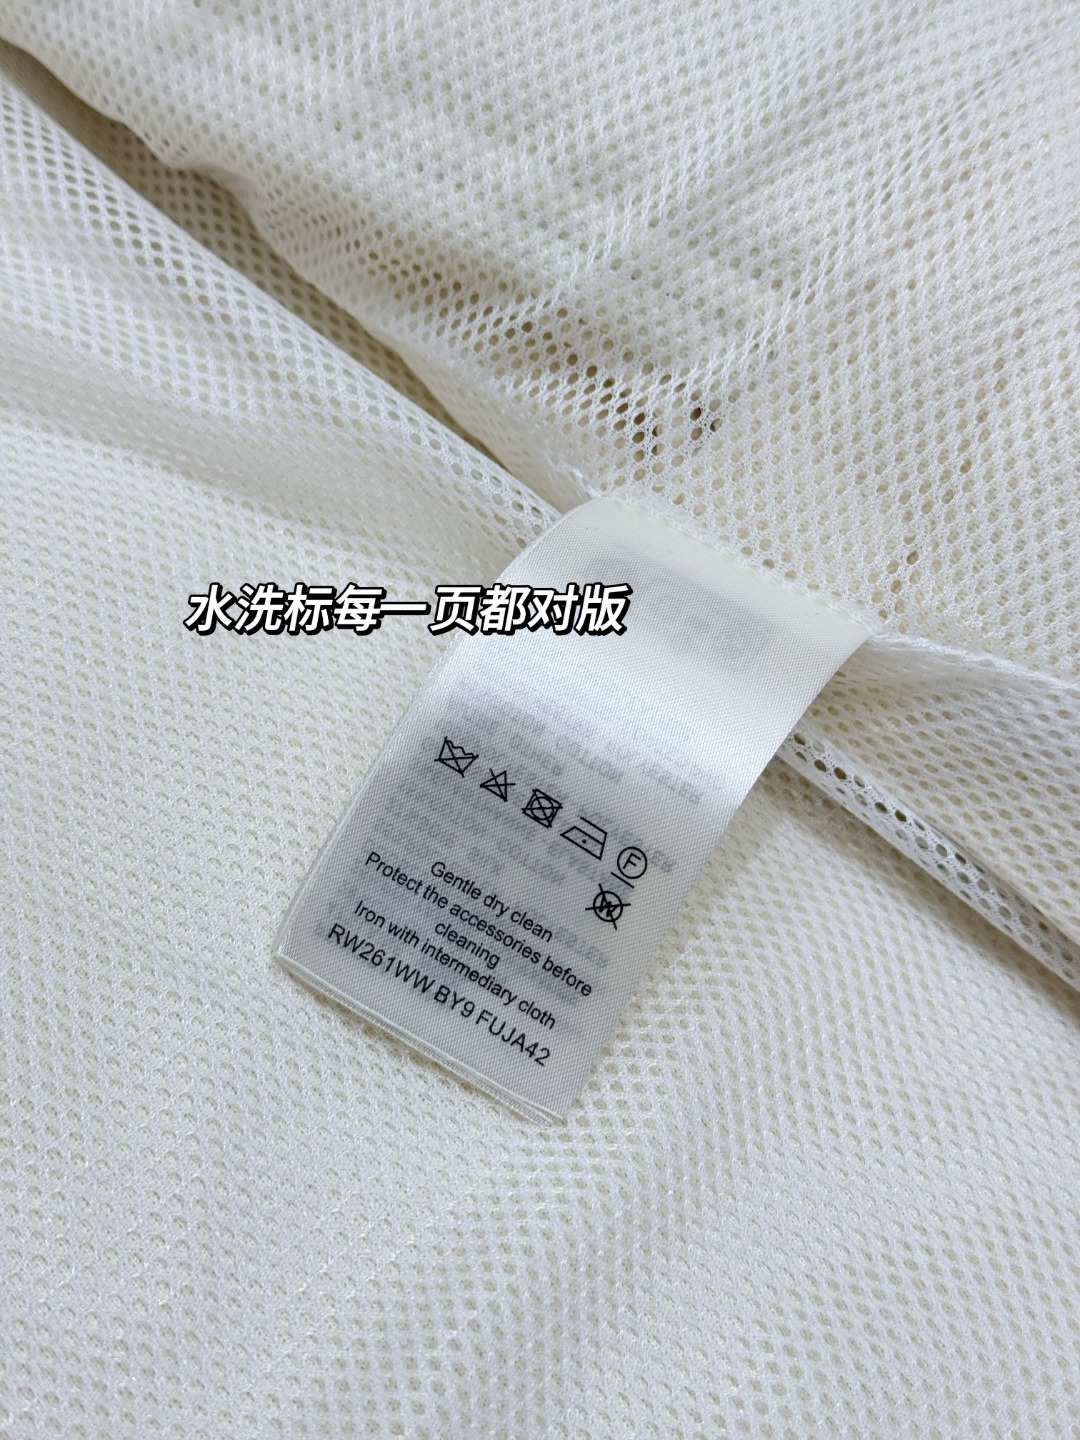 水洗标每一页都对版
F
W
Gentle dry clean
Protect the accessories before
cleaning
Iron with intermediary cloth
RW261WW BY9 FUJA42